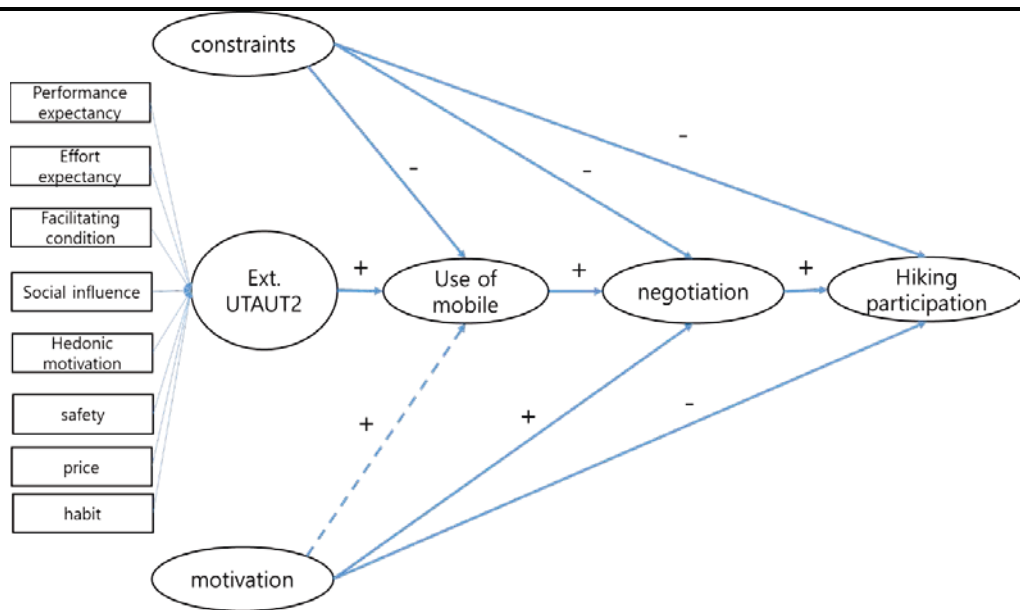 constraints
Performance
expectancy
Effort
expectancy
Facilitating
condition
Social influence
Hedonic
motivation
safety
price
habit
Ext.
UTAUT2
+
Use of
mobile
+
negotiation
+
Hiking
participation
-
-
-
+
+
-
motivation